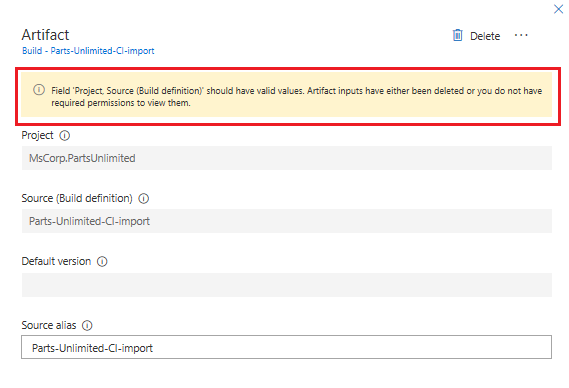 Artifact
Delete
Build - Parts-Unlimited-CI-import
Field 'Project, Source (Build definition)' should have valid values. Artifact inputs have either been deleted or you do not have
required permissions to view them.
Project
MsCorp.PartsUnlimited
Source (Build definition)
Parts-Unlimited-CI-import
Default version
Source alias
Parts-Unlimited-CI-import